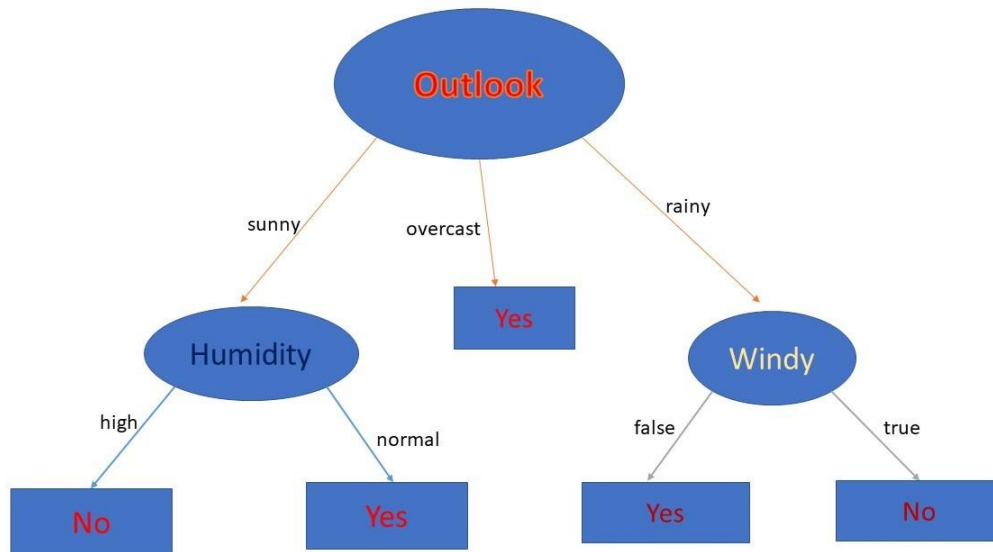 Outlook
sunny
overcast
rainy
Yes
Humidity
Windy
high
normal
false
true
No
Yes
Yes
No